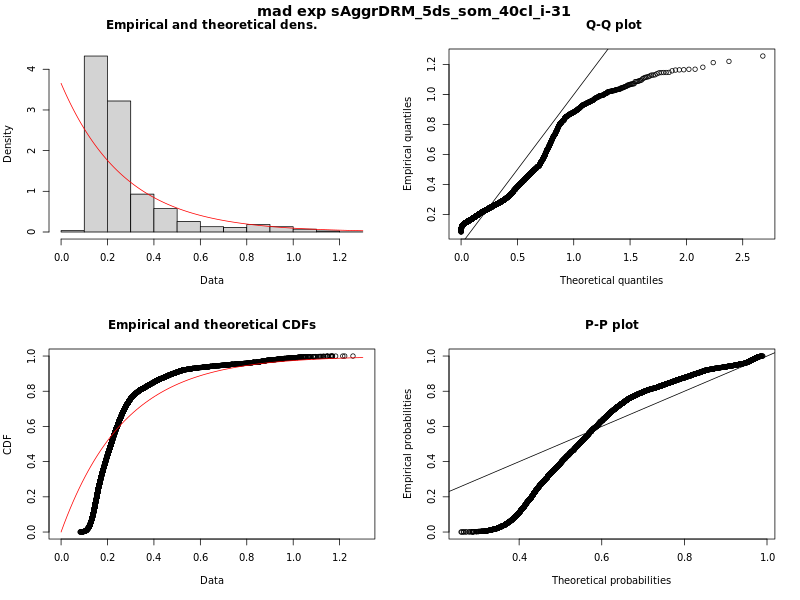 mad exp sAggrDRM_5ds_som_40cl_i-31
Empirical and theoretical dens.
Density
0 1 2 3 4
0.0 0.2 0.4 0.6 0.8 1.0 1.2
Data
Q-Q plot
Empirical quantiles
0.2 0.4 0.6 0.8 1.0 1.2
0.0 0.5 1.0 1.5 2.0 2.5
Theoretical quantiles
Empirical and theoretical CDFs
CDF
0.0 0.2 0.4 0.6 0.8 1.0
0.0 0.2 0.4 0.6 0.8 1.0 1.2
Data
P-P plot
Empirical probabilities
0.0 0.2 0.4 0.6 0.8 1.0
0.4 0.6 0.8 1.0
Theoretical probabilities